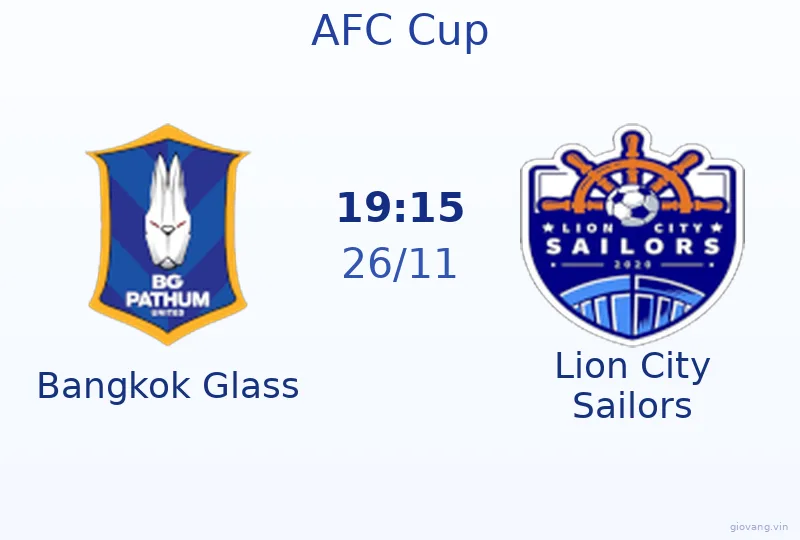 AFC Cup
19:15
26/11
BG
PATHUM
UNITED
LION CITY
SAILORS
2020
Bangkok Glass
Lion City
Sailors
giovang.vin